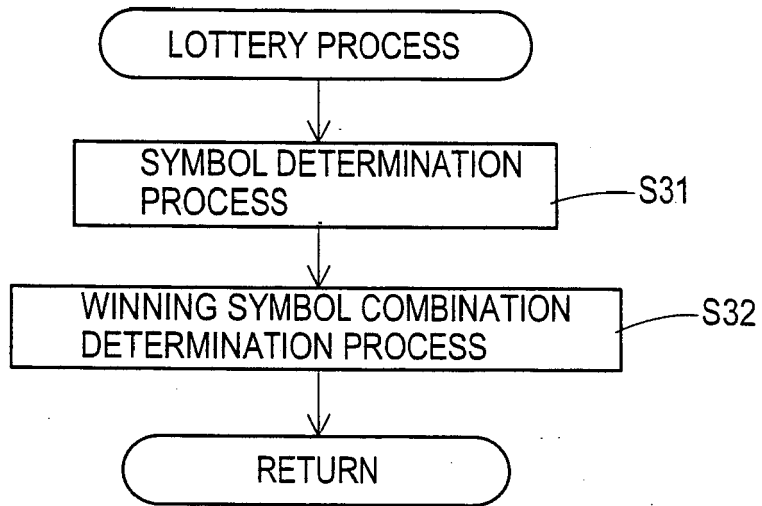 LOTTERY PROCESS
SYMBOL DETERMINATION
PROCESS
S31
WINNING SYMBOL COMBINATION
DETERMINATION PROCESS
S32
RETURN